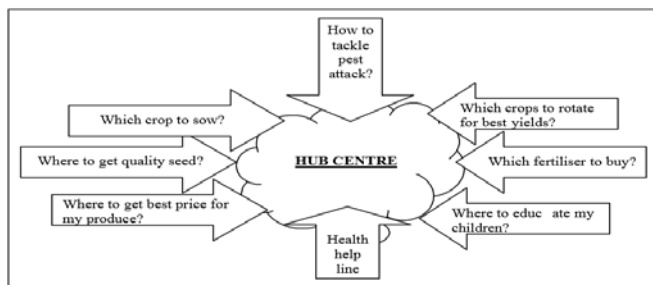 How to
tackle
pest
attack?
Which crop to sow?
Which crops to rotate
for best yields?
Where to get quality seed?
HUB CENTRE
Which fertiliser to buy?
Where to get best price for
my produce?
Where to educ ate my
children?
Health
help
line